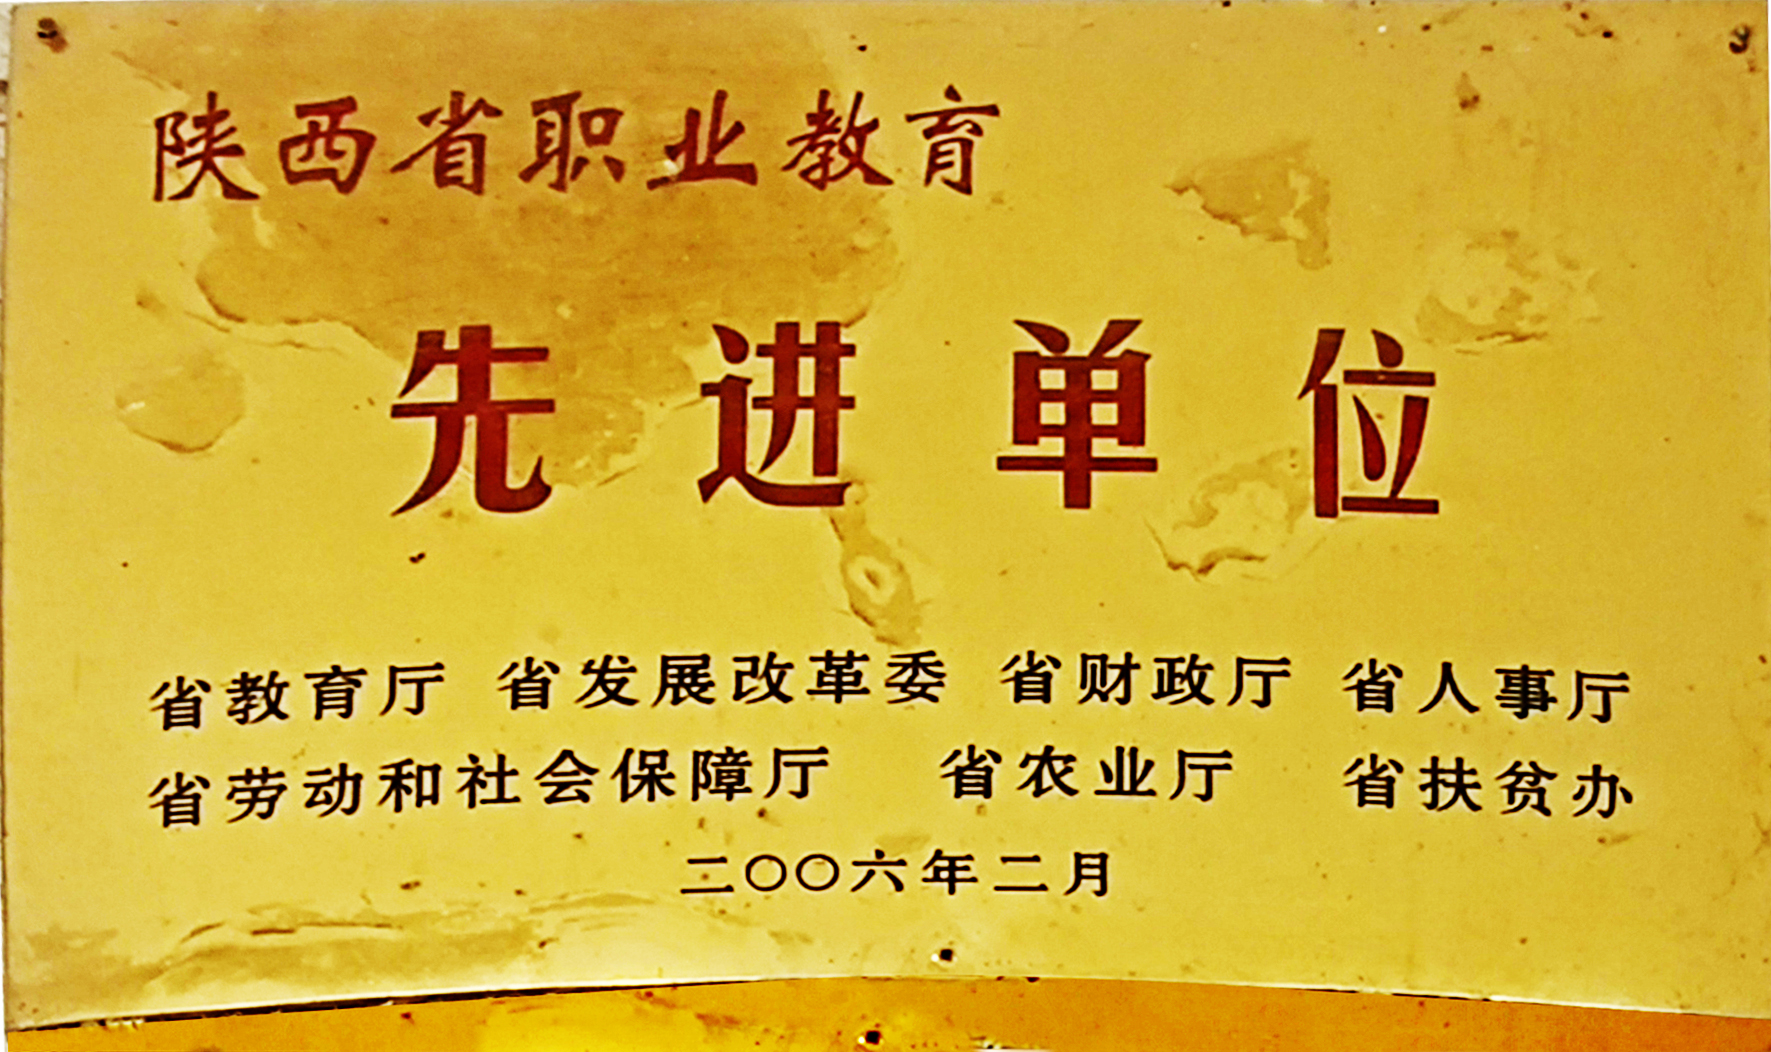 陕西省职业教育
先进单位
省教育厅 省发展改革委 省财政厅 省人事厅
省劳动和社会保障厅 省农业厅 省扶贫办
二〇〇六年二月